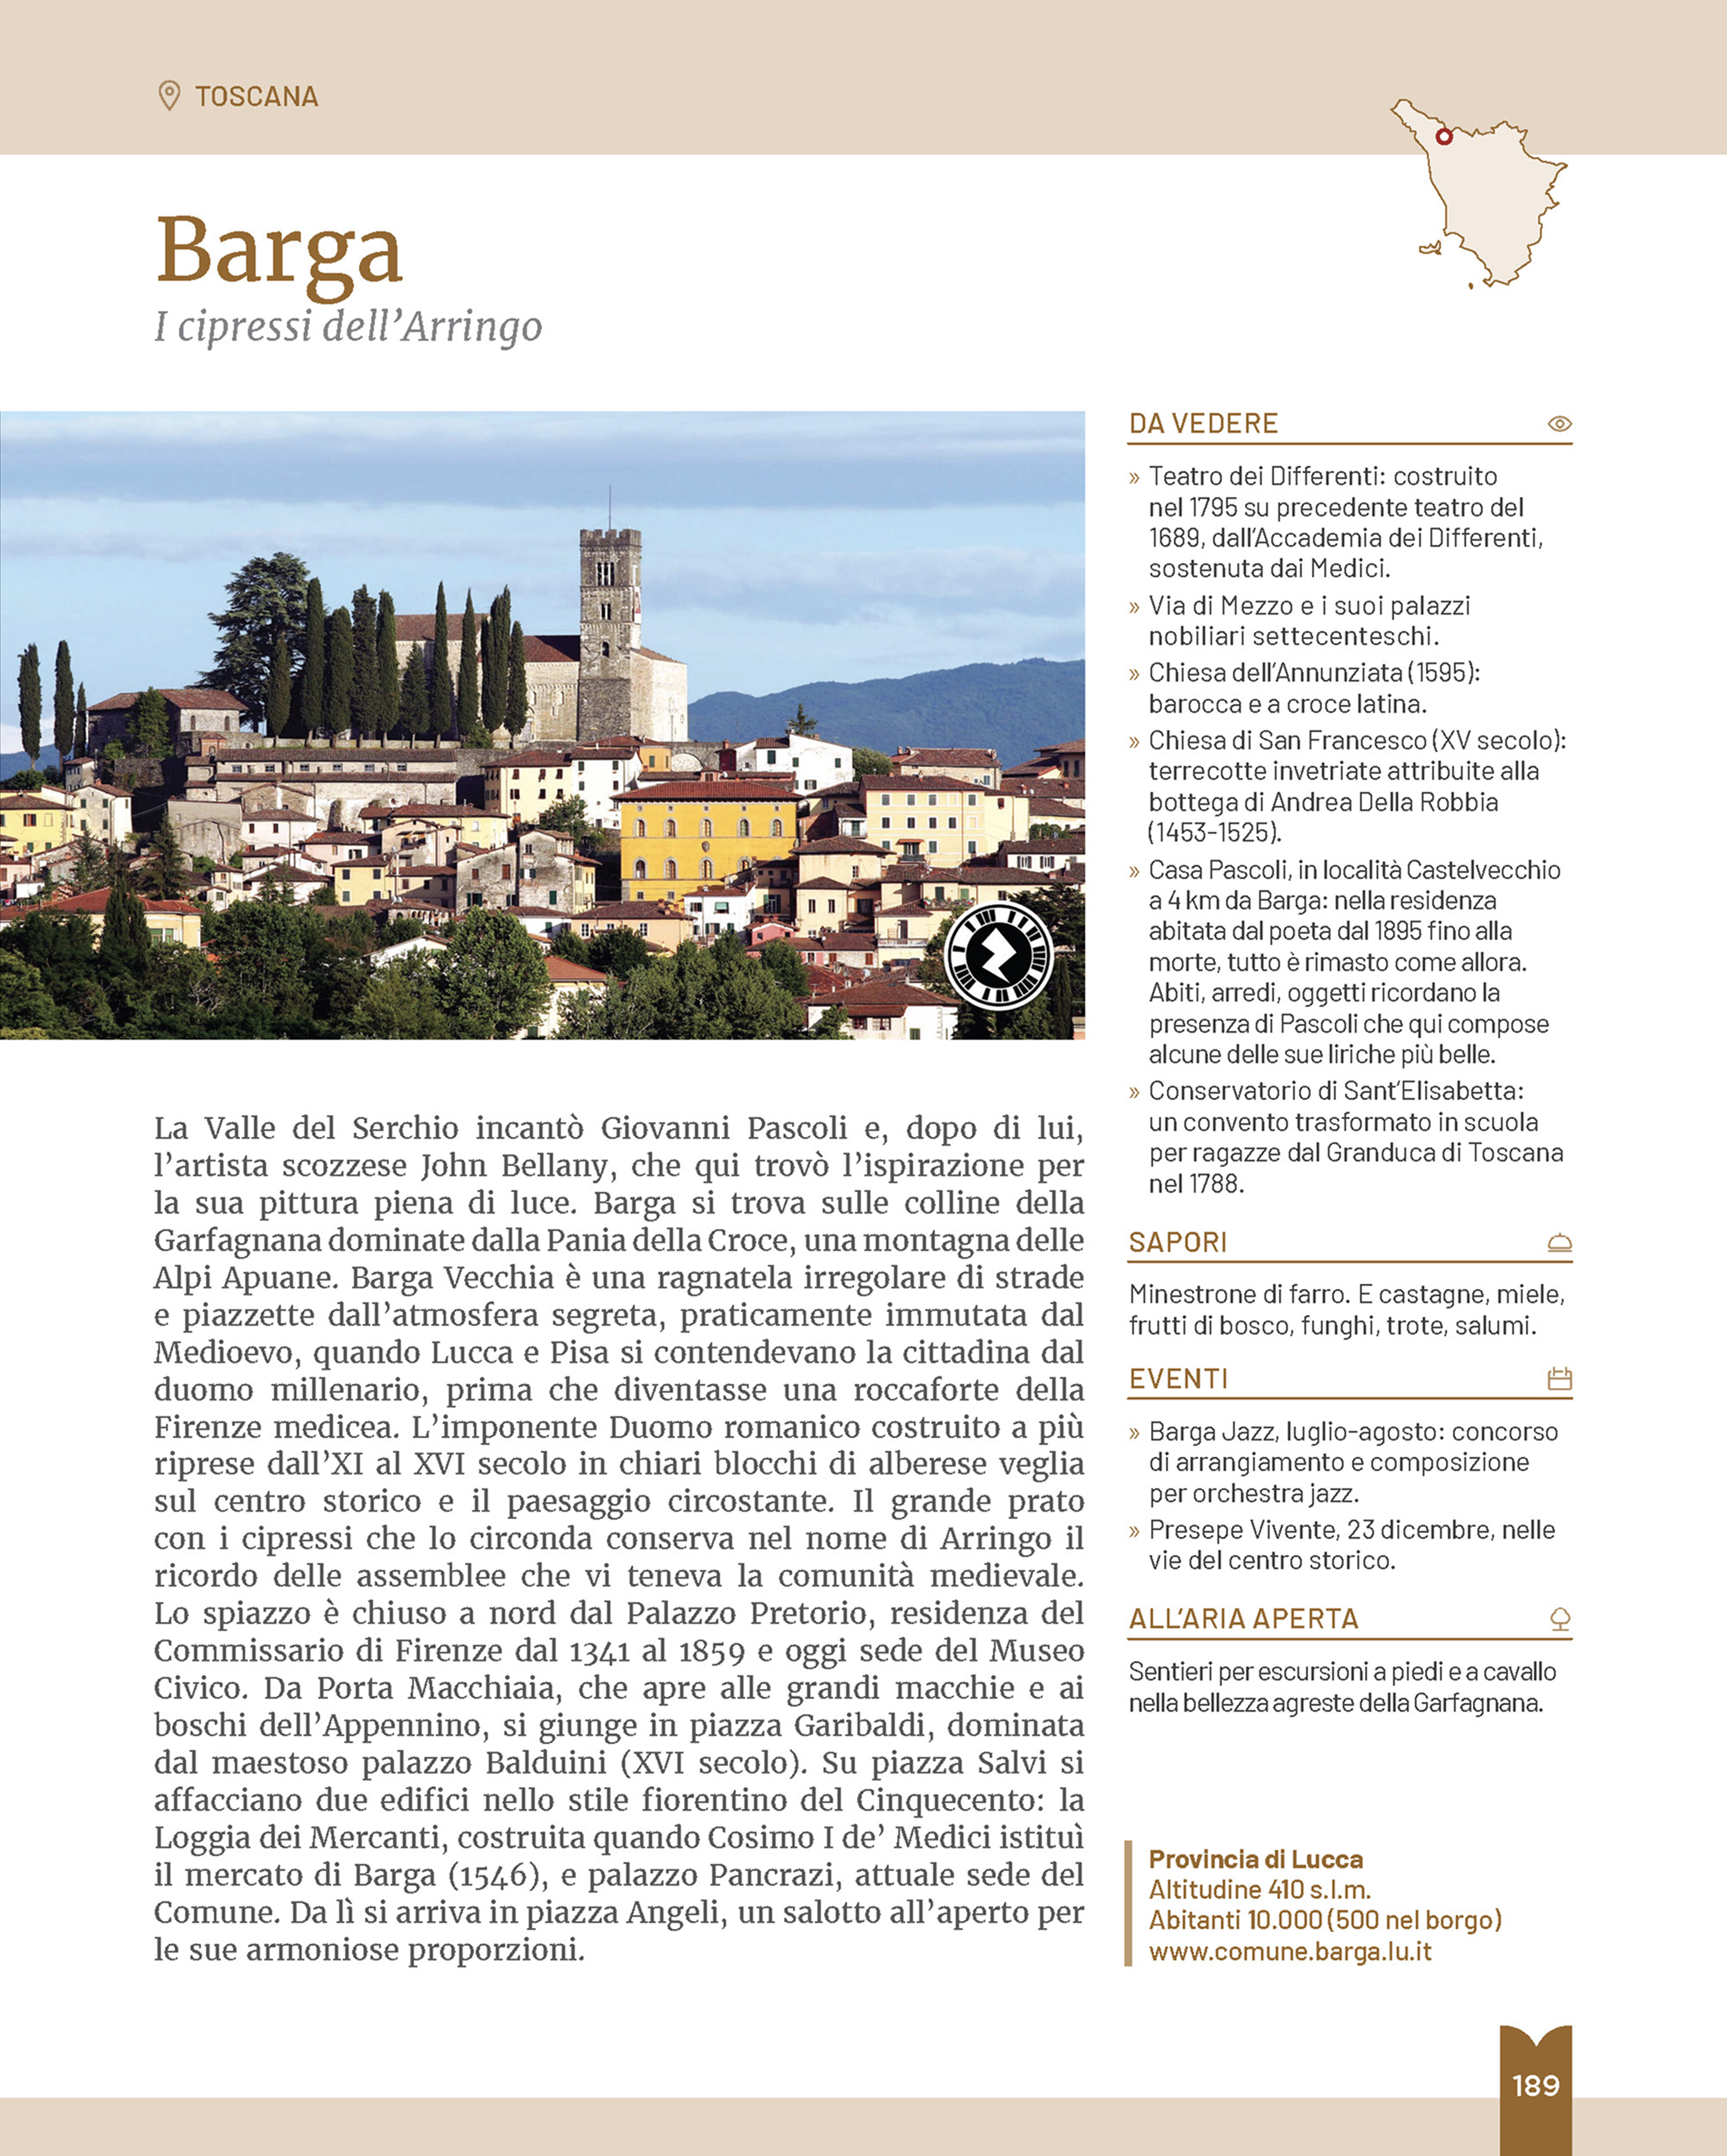 TOSCANA
Barga
I cipressi dell’Arringo
La Valle del Serchio incantò Giovanni Pascoli e, dopo di lui,
l’artista scozzese John Bellany, che qui trovò l’ispirazione per
la sua pittura piena di luce. Barga si trova sulle colline della
Garfagnana dominate dalla Pania della Croce, una montagna delle
Alpi Apuane. Barga Vecchia è una ragnatela irregolare di strade
e piazzette dall’atmosfera segreta, praticamente immutata dal
Medioevo, quando Lucca e Pisa si contendevano la cittadina dal
duomo millenario, prima che diventasse una roccaforte della
Firenze medicea. L’imponente Duomo romanico costruito a più
riprese dall’XI al XVI secolo in chiari blocchi di alberese veglia
sul centro storico e il paesaggio circostante. Il grande prato
con i cipressi che lo circonda conserva nel nome di Arringo il
ricordo delle assemblee che vi teneva la comunità medievale.
Lo spiazzo è chiuso a nord dal Palazzo Pretorio, residenza del
Commissario di Firenze dal 1341 al 1859 e oggi sede del Museo
Civico. Da Porta Macchiaia, che apre alle grandi macchie e ai
boschi dell’Appennino, si giunge in piazza Garibaldi, dominata
dal maestoso palazzo Balduini (XVI secolo). Su piazza Salvi si
affacciano due edifici nello stile fiorentino del Cinquecento: la
Loggia dei Mercanti, costruita quando Cosimo I de’ Medici istituì
il mercato di Barga (1546), e palazzo Pancrazi, attuale sede del
Comune. Da lì si arriva in piazza Angeli, un salotto all’aperto per
le sue armoniose proporzioni.
DA VEDERE
» Teatro dei Differenti: costruito
nel 1795 su precedente teatro del
1689, dall’Accademia dei Differenti,
sostenuta dai Medici.
» Via di Mezzo e i suoi palazzi
nobiliari settecenteschi.
» Chiesa dell’Annunziata (1595):
barocca e a croce latina.
» Chiesa di San Francesco (XV secolo):
terrecotte invetriate attribuite alla
bottega di Andrea Della Robbia
(1453-1525).
» Casa Pascoli, in località Castelvecchio
a 4 km da Barga: nella residenza
abitata dal poeta dal 1895 fino alla
morte, tutto è rimasto come allora.
Abiti, arredi, oggetti ricordano la
presenza di Pascoli che qui compose
alcune delle sue liriche più belle.
» Conservatorio di Sant’Elisabetta:
un convento trasformato in scuola
per ragazze dal Granduca di Toscana
nel 1788.
SAPORI
Minestrone di farro. E castagne, miele,
frutti di bosco, funghi, trote, salumi.
EVENTI
» Barga Jazz, luglio-agosto: concorso
di arrangiamento e composizione
per orchestra jazz.
» Presepe Vivente, 23 dicembre, nelle
vie del centro storico.
ALL’ARIA APERTA
Sentieri per escursioni a piedi e a cavallo
nella bellezza agreste della Garfagnana.
Provincia di Lucca
Altitudine 410 s.l.m.
Abitanti 10.000 (500 nel borgo)
www.comune.barga.lu.it
189